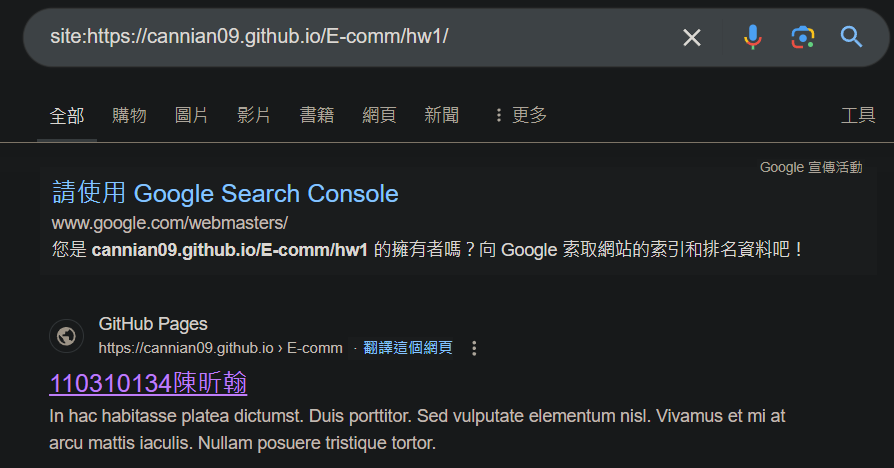 site:https://cannian09.github.io/E-comm/hw1/
全部 購物 圖片 影片 書籍 網頁 新聞 更多 工具
Google 宣傳活動
請使用 Google Search Console
www.google.com/webmasters/
您是 cannian09.github.io/E-comm/hw1 的擁有者嗎？向 Google 索取網站的索引和排名資料吧！
GitHub Pages
https://cannian09.github.io › E-comm · 翻譯這個網頁
110310134陳昕翰
In hac habitasse platea dictumst. Duis porttitor. Sed vulputate elementum nisl. Vivamus et mi at
arcu mattis iaculis. Nullam posuere tristique tortor.